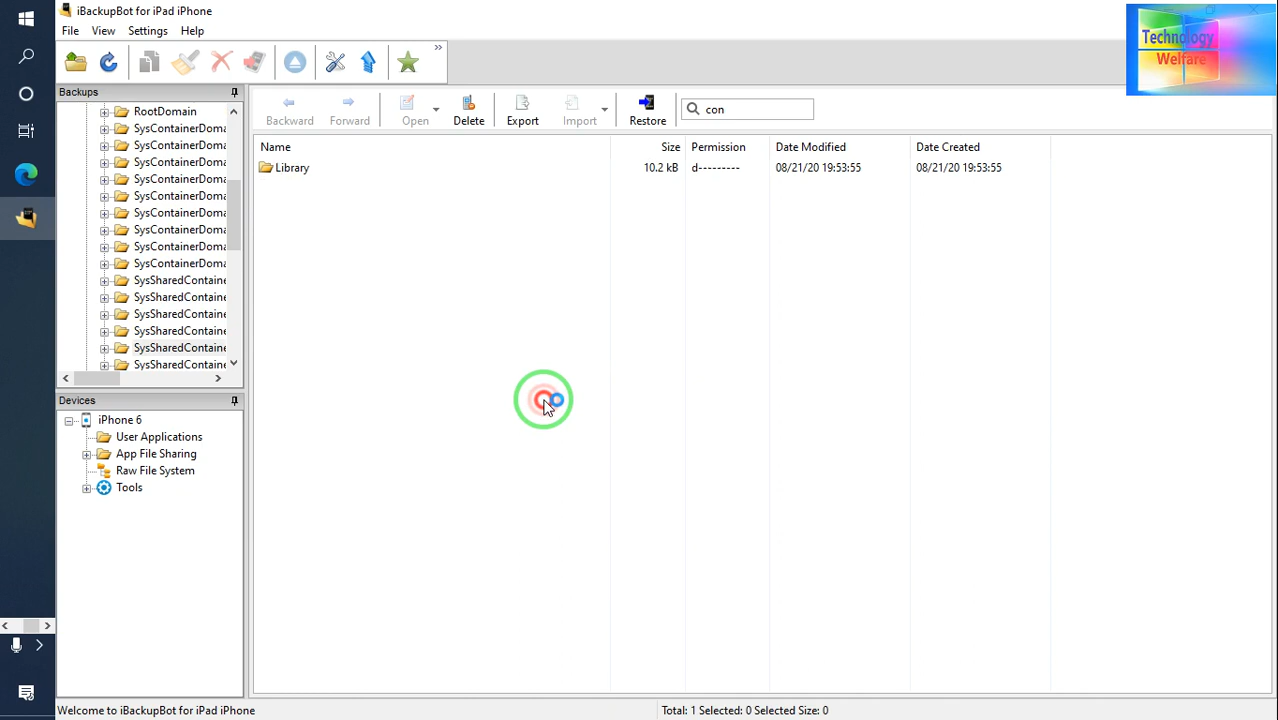 iBackupBot for iPad iPhone
File View Settings Help
Technology
Welfare
Backups
RootDomain
SysContainerDoma
SysContainerDoma
SysContainerDoma
SysContainerDoma
SysContainerDoma
SysContainerDoma
SysContainerDoma
SysContainerDoma
SysContainerDoma
SysSharedContaine
SysSharedContaine
SysSharedContaine
SysSharedContaine
SysSharedContaine
SysSharedContaine
Backward Forward Open Delete Export Import Restore con
Name Size Permission Date Modified Date Created
Library 10.2 kB d--------- 08/21/20 19:53:55 08/21/20 19:53:55
Devices
iPhone 6
User Applications
App File Sharing
Raw File System
Tools
Welcome to iBackupBot for iPad iPhone Total: 1 Selected: 0 Selected Size: 0